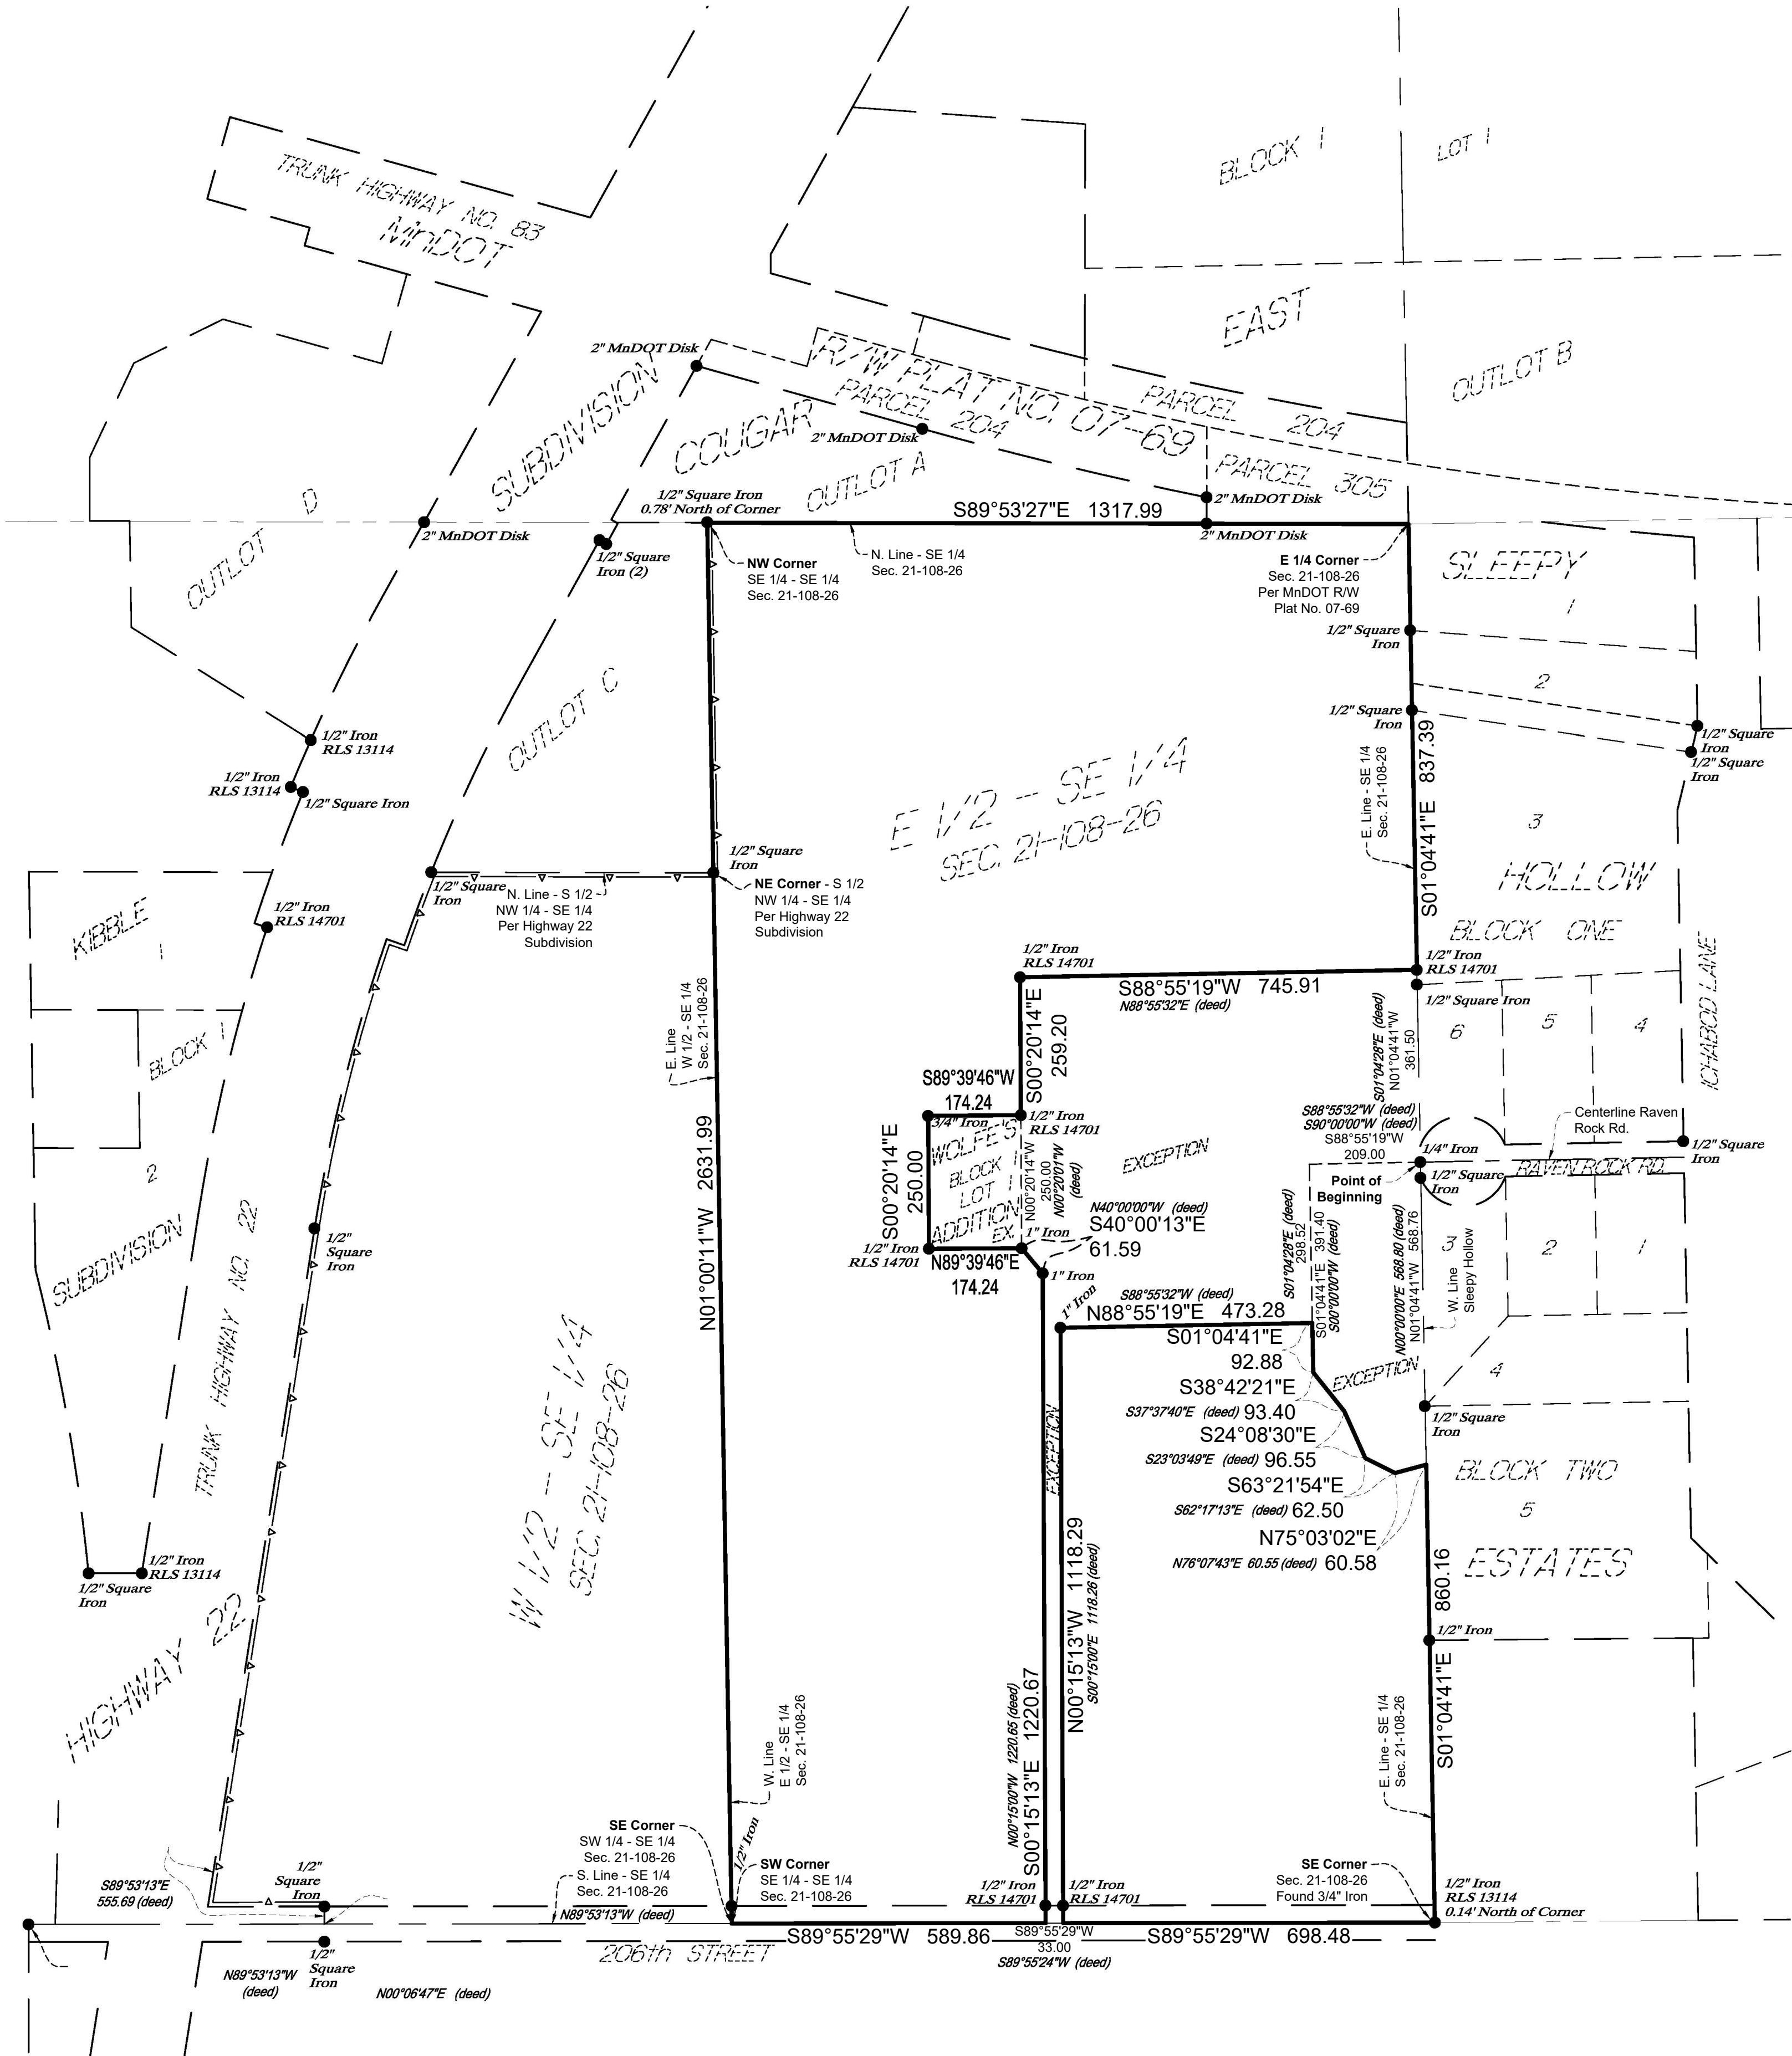 BLOCK 1
LOT 1
TRUNK HIGHWAY NO. 83
MnDOT
EAST
2" MnDOT Disk
R/W PLAT NO. 07-69
OUTLOT B
SUBDIVISION
PARCEL 204
PARCEL 204
COUGAR
2" MnDOT Disk
PARCEL 305
OUTLOT A
OUTLOT D
1/2" Square Iron
0.78' North of Corner
S89°53'27"E 1317.99
2" MnDOT Disk
2" MnDOT Disk
2" MnDOT Disk
1/2" Square
Iron (2)
NW Corner
SE 1/4 - SE 1/4
Sec. 21-108-26
N. Line - SE 1/4
Sec. 21-108-26
E 1/4 Corner
Sec. 21-108-26
Per MnDOT R/W
Plat No. 07-69
SLEEPY
1
1/2" Square
Iron
2
1/2" Square
Iron
1/2" Square
Iron
1/2" Square
Iron
OUTLOT C
1/2" Iron
RLS 13114
1/2" Iron
RLS 13114
1/2" Square Iron
E 1/2 - SE 1/4
SEC. 21-108-26
E. Line - SE 1/4
Sec. 21-108-26
S01°04'41"E 837.39
3
HOLLOW
BLOCK ONE
ICHABOD LANE
1/2" Square
Iron
1/2" Square
Iron
N. Line - S 1/2
NW 1/4 - SE 1/4
Per Highway 22
Subdivision
NE Corner - S 1/2
NW 1/4 - SE 1/4
Per Highway 22
Subdivision
KIBBLE
1
1/2" Iron
RLS 14701
BLOCK 1
2
SUBDIVISION
1/2" Iron
RLS 14701
S88°55'19"W 745.91
N88°55'32"E (deed)
1/2" Iron
RLS 14701
1/2" Square Iron
6
5
4
E. Line
W 1/2 - SE 1/4
Sec. 21-108-26
S00°20'14"E
259.20
S01°04'28"E (deed)
N01°04'41"W
361.50
S89°39'46"W
174.24
3/4" Iron
1/2" Iron
RLS 14701
S88°55'32"W (deed)
S90°00'00"W (deed)
S88°55'19"W
209.00
1/4" Iron
Centerline Raven
Rock Rd.
1/2" Square
Iron
RAVEN ROCK RD.
Point of
Beginning
1/2" Square
Iron
N01°00'11"W 2631.99
S00°20'14"E
250.00
WOLFE'S
BLOCK 1
LOT 1
ADDITION
EX.
N00°20'14"W
250.00
N00°20'01"W
(deed)
EXCEPTION
1/2" Iron
RLS 14701
N89°39'46"E
174.24
1" Iron
N40°00'00"W (deed)
S40°00'13"E
61.59
1" Iron
1" Iron
S01°04'28"E (deed)
298.52
S01°04'41"E 391.40
S00°00'00"W (deed)
N00°00'00"E 568.80 (deed)
N01°04'41"W 568.76
W. Line
Sleepy Hollow
3
2
1
4
1/2"
Square
Iron
TRUNK HIGHWAY NO. 22
S88°55'32"W (deed)
N88°55'19"E 473.28
S01°04'41"E
92.88
S38°42'21"E
S37°37'40"E (deed) 93.40
S24°08'30"E
S23°03'49"E (deed) 96.55
S63°21'54"E
S62°17'13"E (deed) 62.50
N75°03'02"E
N76°07'43"E 60.55 (deed) 60.58
EXCEPTION
EXCEPTION
1/2" Square
Iron
BLOCK TWO
5
ESTATES
W 1/2 - SE 1/4
SEC. 21-108-26
1/2" Square
Iron
1/2" Iron
RLS 13114
HIGHWAY 22
N00°15'13"W 1118.29
S00°15'00"E 1118.26 (deed)
860.16
S01°04'41"E
1/2" Iron
N00°15'00"W 1220.65 (deed)
S00°15'13"E 1220.67
W. Line
E 1/2 - SE 1/4
Sec. 21-108-26
E. Line - SE 1/4
Sec. 21-108-26
S89°53'13"E
555.69 (deed)
1/2"
Square
Iron
SE Corner
SW 1/4 - SE 1/4
Sec. 21-108-26
S. Line - SE 1/4
Sec. 21-108-26
1/2" Iron
SW Corner
SE 1/4 - SE 1/4
Sec. 21-108-26
1/2" Iron
RLS 14701
1/2" Iron
RLS 14701
SE Corner
Sec. 21-108-26
Found 3/4" Iron
1/2" Iron
RLS 13114
0.14' North of Corner
N89°53'13"W (deed)
S89°55'29"W 589.86
S89°55'29"W
33.00
S89°55'24"W (deed)
S89°55'29"W 698.48
206th STREET
1/2"
Square
Iron
N89°53'13"W
(deed)
N00°06'47"E (deed)